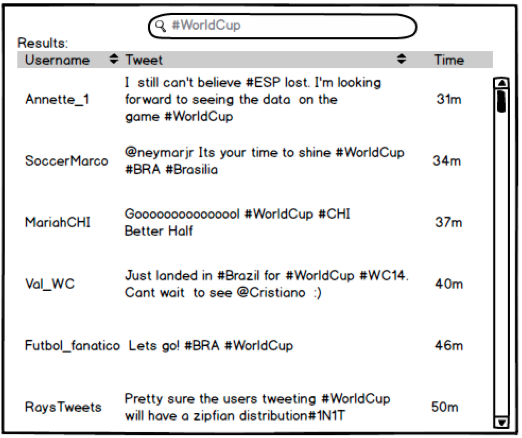 #WorldCup
Results:
Username Tweet Time
I still can't believe #ESP lost. I'm looking
Annette_1 forward to seeing the data on the 31m
game #WorldCup
SoccerMarco @neymarjr Its your time to shine #WorldCup 34m
#BRA #Brasilia
MariahCHI Gooooooooooooool #WorldCup #CHI 37m
Better Half
Val_WC Just landed in #Brazil for #WorldCup #WC14. 40m
Cant wait to see @Cristiano :)
Futbol_fanatico Lets go! #BRA #WorldCup 46m
RaysTweets Pretty sure the users tweeting #WorldCup 50m
will have a zipfian distribution#1N1T